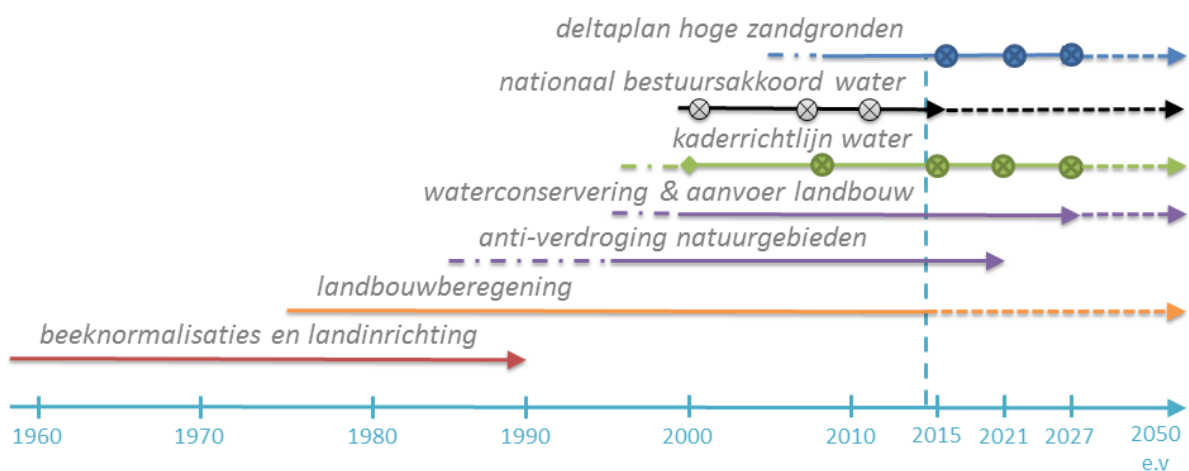 deltaplan hoge zandgronden
nationaal bestuursakkoord water
kaderrichtlijn water
waterconservering & aanvoer landbouw
anti-verdroging natuurgebieden
landbouwberegening
beeknormalisaties en landinrichting
1960 1970 1980 1990 2000 2010 2015 2021 2027 2050
e.v